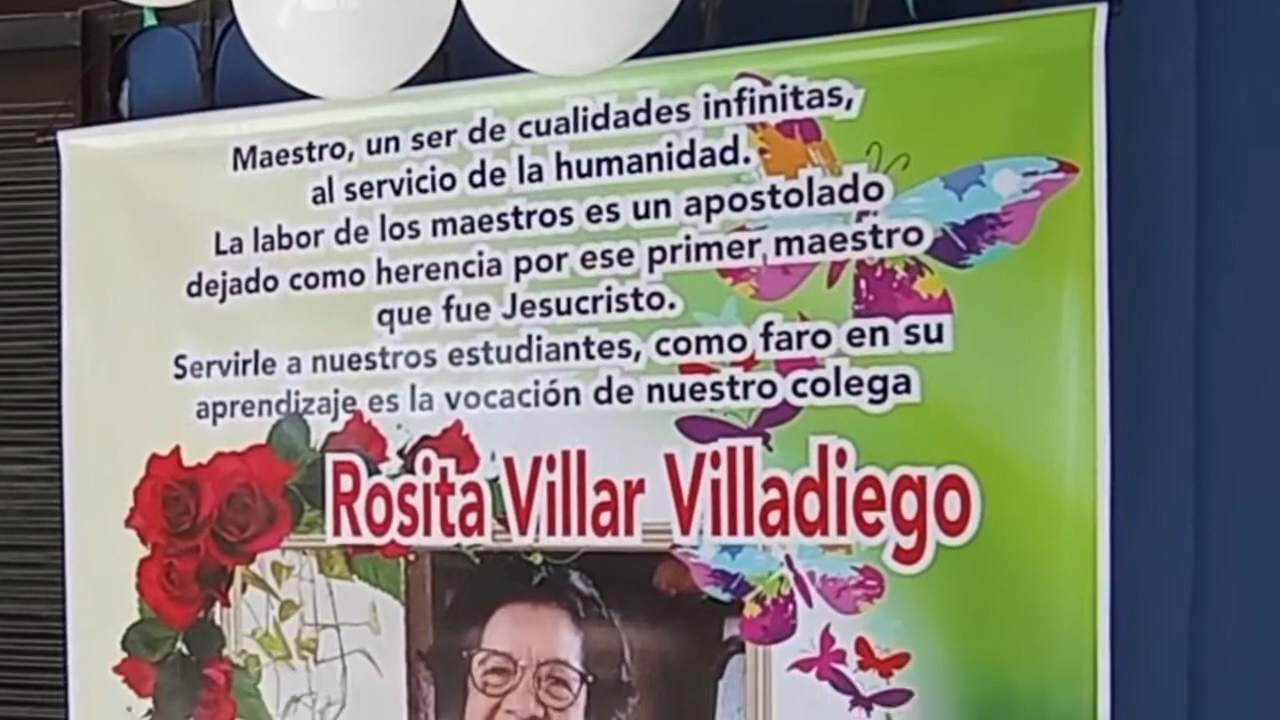 Maestro, un ser de cualidades infinitas,
al servicio de la humanidad.
La labor de los maestros es un apostolado
dejado como herencia por ese primer maestro
que fue Jesucristo.
Servirle a nuestros estudiantes, como faro en su
aprendizaje es la vocación de nuestro colega
Rosita Villar Villadiego